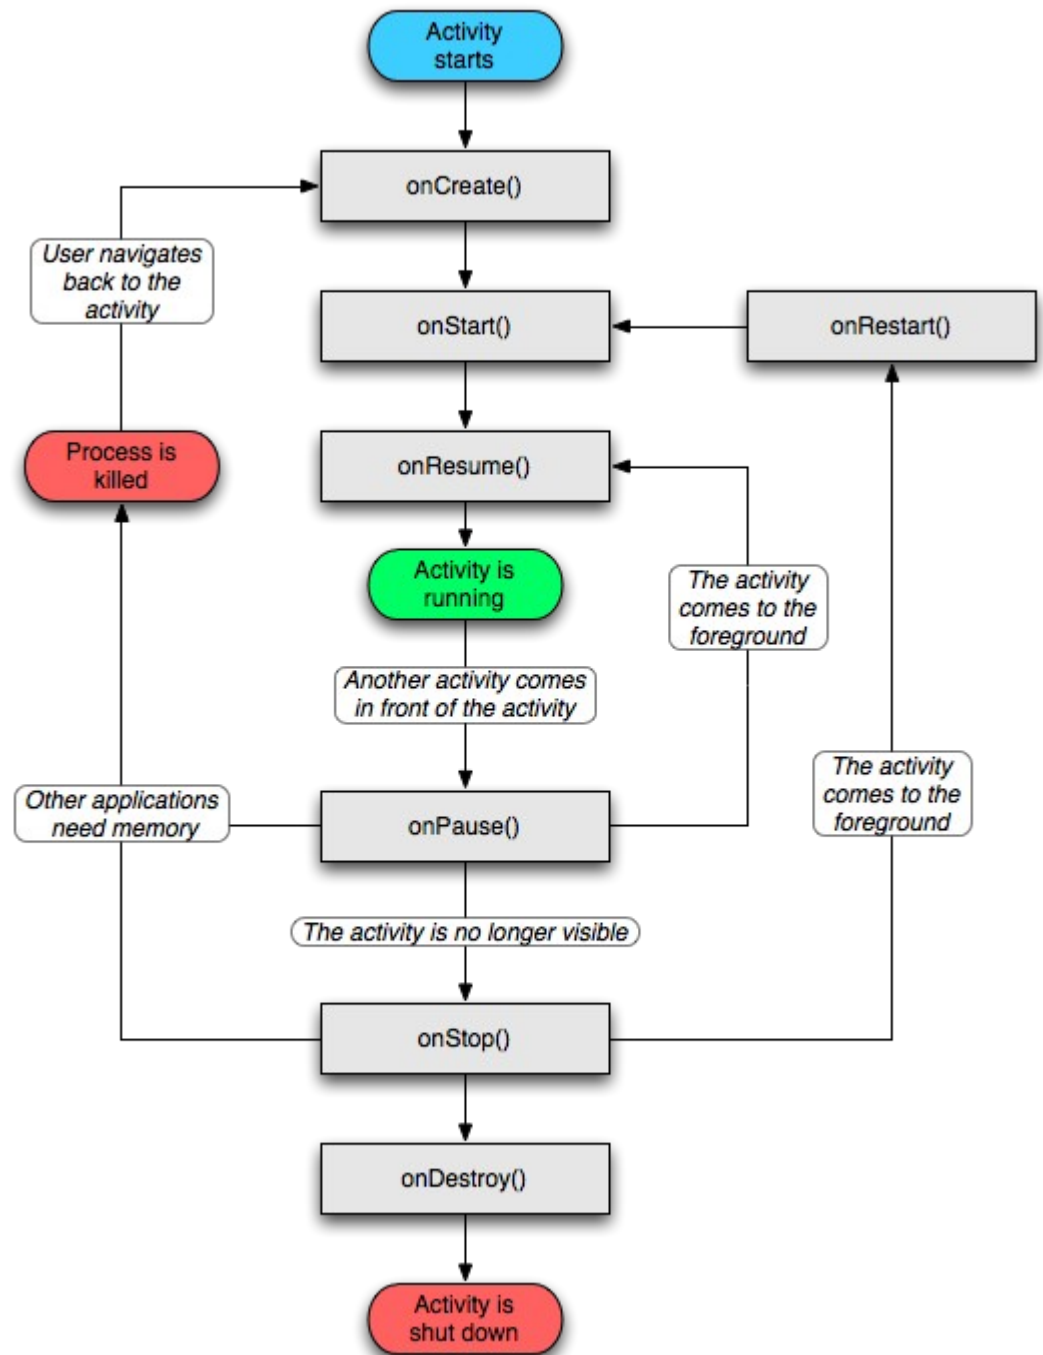 Activity
starts
onCreate()
User navigates
back to the
activity
onStart()
onRestart()
Process is
killed
onResume()
Activity is
running
The activity
comes to the
foreground
Another activity comes
in front of the activity
Other applications
need memory
onPause()
The activity
comes to the
foreground
The activity is no longer visible
onStop()
onDestroy()
Activity is
shut down